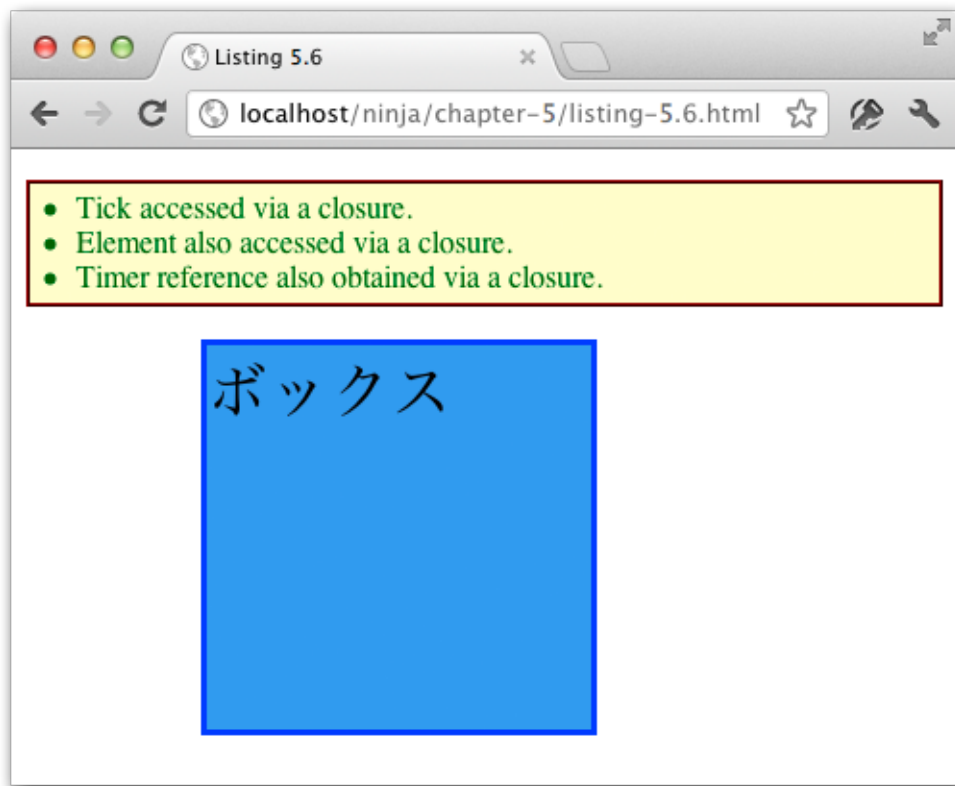 Listing 5.6
localhost/ninja/chapter-5/listing-5.6.html
Tick accessed via a closure.
Element also accessed via a closure.
Timer reference also obtained via a closure.
ボックス